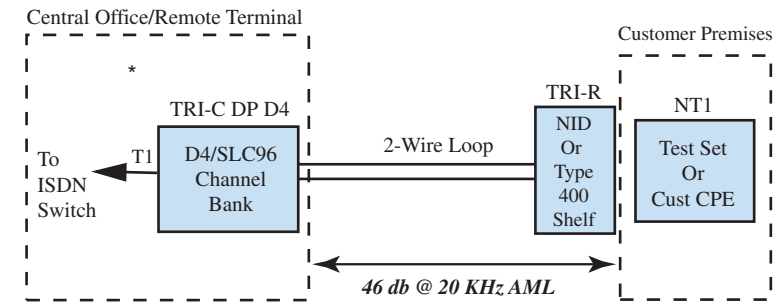 Central Office/Remote Terminal
Customer Premises
*
TRI-C DP D4
TRI-R
NT1
To
ISDN
Switch
T1
D4/SLC96
Channel
Bank
2-Wire Loop
NID
Or
Type
400
Shelf
Test Set
Or
Cust CPE
46 db @ 20 KHz AML